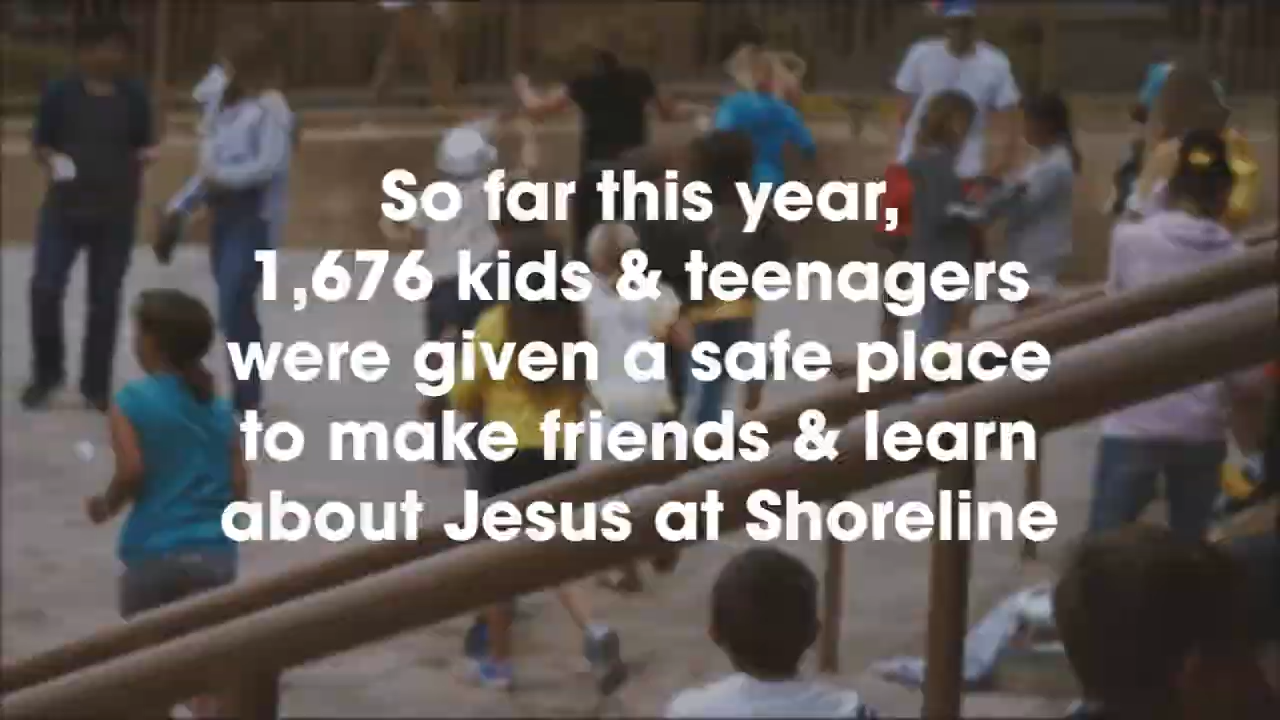 So far this year,
1,676 kids & teenagers
were given a safe place
to make friends & learn
about Jesus at Shoreline